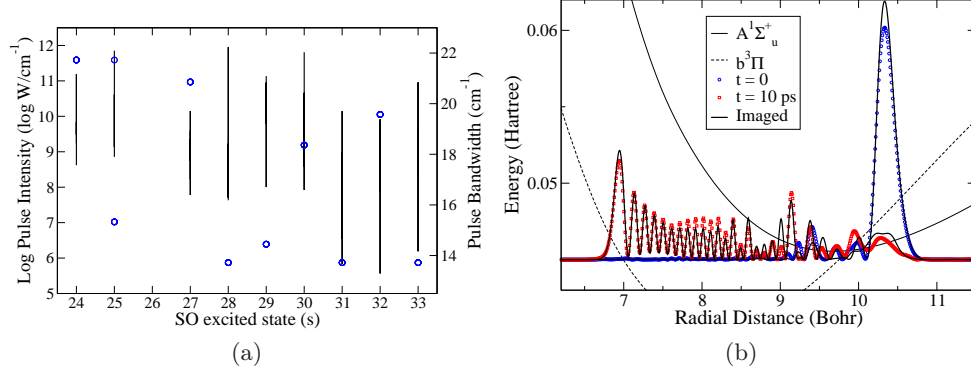 12
11
10
9
8
7
6
5
Log Pulse Intensity (log W/cm⁻¹)
24 25 26 27 28 29 30 31 32 33
SO excited state (s)
22
20
18
16
14
Pulse Bandwidth (cm⁻¹)
(a)
0.06
0.05
Energy (Hartree)
A¹Σ⁺ᵤ
b³Π
t = 0
t = 10 ps
Imaged
7 8 9 10 11
Radial Distance (Bohr)
(b)